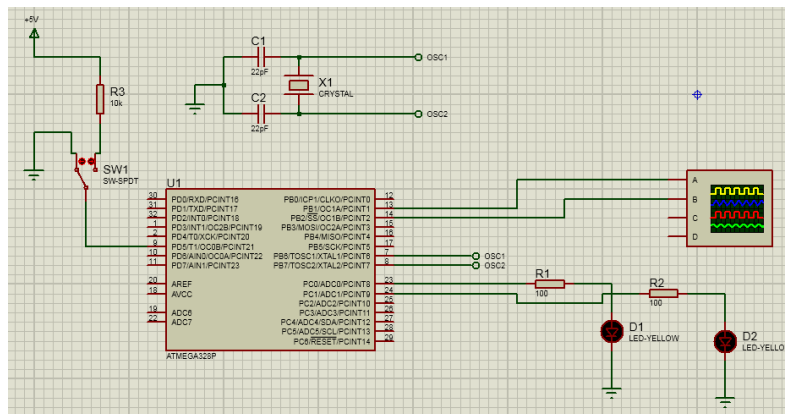 +5V
C1
22pF
OSC1
X1
CRYSTAL
C2
22pF
OSC2
R3
10k
SW1
SW-SPDT
U1
30 PD0/RXD/PCINT16
31 PD1/TXD/PCINT17
32 PD2/INT0/PCINT18
1 PD3/INT1/OC2B/PCINT19
2 PD4/T0/XCK/PCINT20
9 PD5/T1/OC0B/PCINT21
10 PD6/AIN0/OC0A/PCINT22
11 PD7/AIN1/PCINT23
20 AREF
18 AVCC
19 ADC6
22 ADC7
PB0/ICP1/CLKO/PCINT0 12
PB1/OC1A/PCINT1 13
PB2/SS/OC1B/PCINT2 14
PB3/MOSI/OC2A/PCINT3 15
PB4/MISO/PCINT4 16
PB5/SCK/PCINT5 17
PB6/TOSC1/XTAL1/PCINT6 7
PB7/TOSC2/XTAL2/PCINT7 8
PC0/ADC0/PCINT8 23
PC1/ADC1/PCINT9 24
PC2/ADC2/PCINT10 25
PC3/ADC3/PCINT11 26
PC4/ADC4/SDA/PCINT12 27
PC5/ADC5/SCL/PCINT13 28
PC6/RESET/PCINT14 29
ATMEGA328P
OSC1
OSC2
A
B
C
D
R1
100
R2
100
D1
LED-YELLOW
D2
LED-YELLO